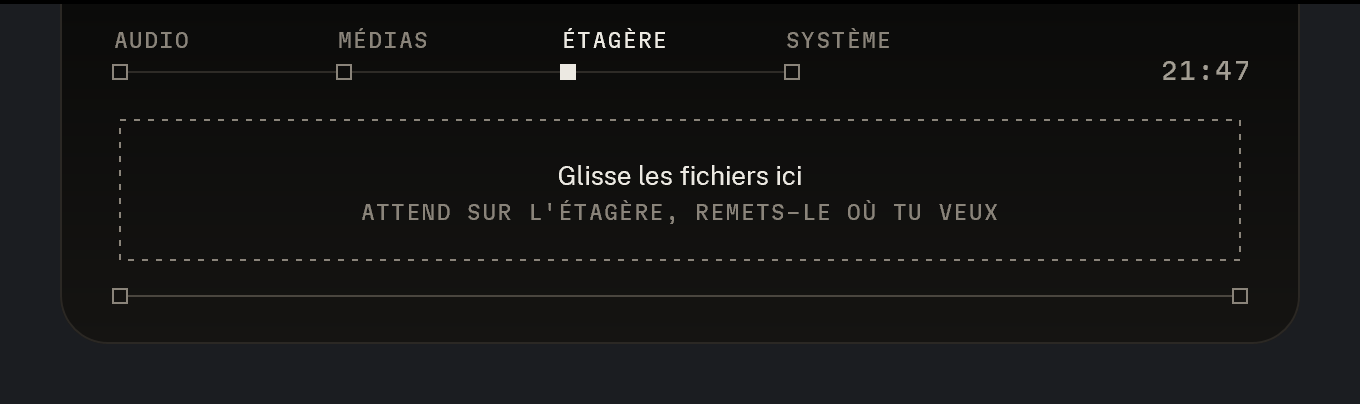 AUDIO MÉDIAS ÉTAGÈRE SYSTÈME
21:47
Glisse les fichiers ici
ATTEND SUR L'ÉTAGÈRE, REMETS-LE OÙ TU VEUX